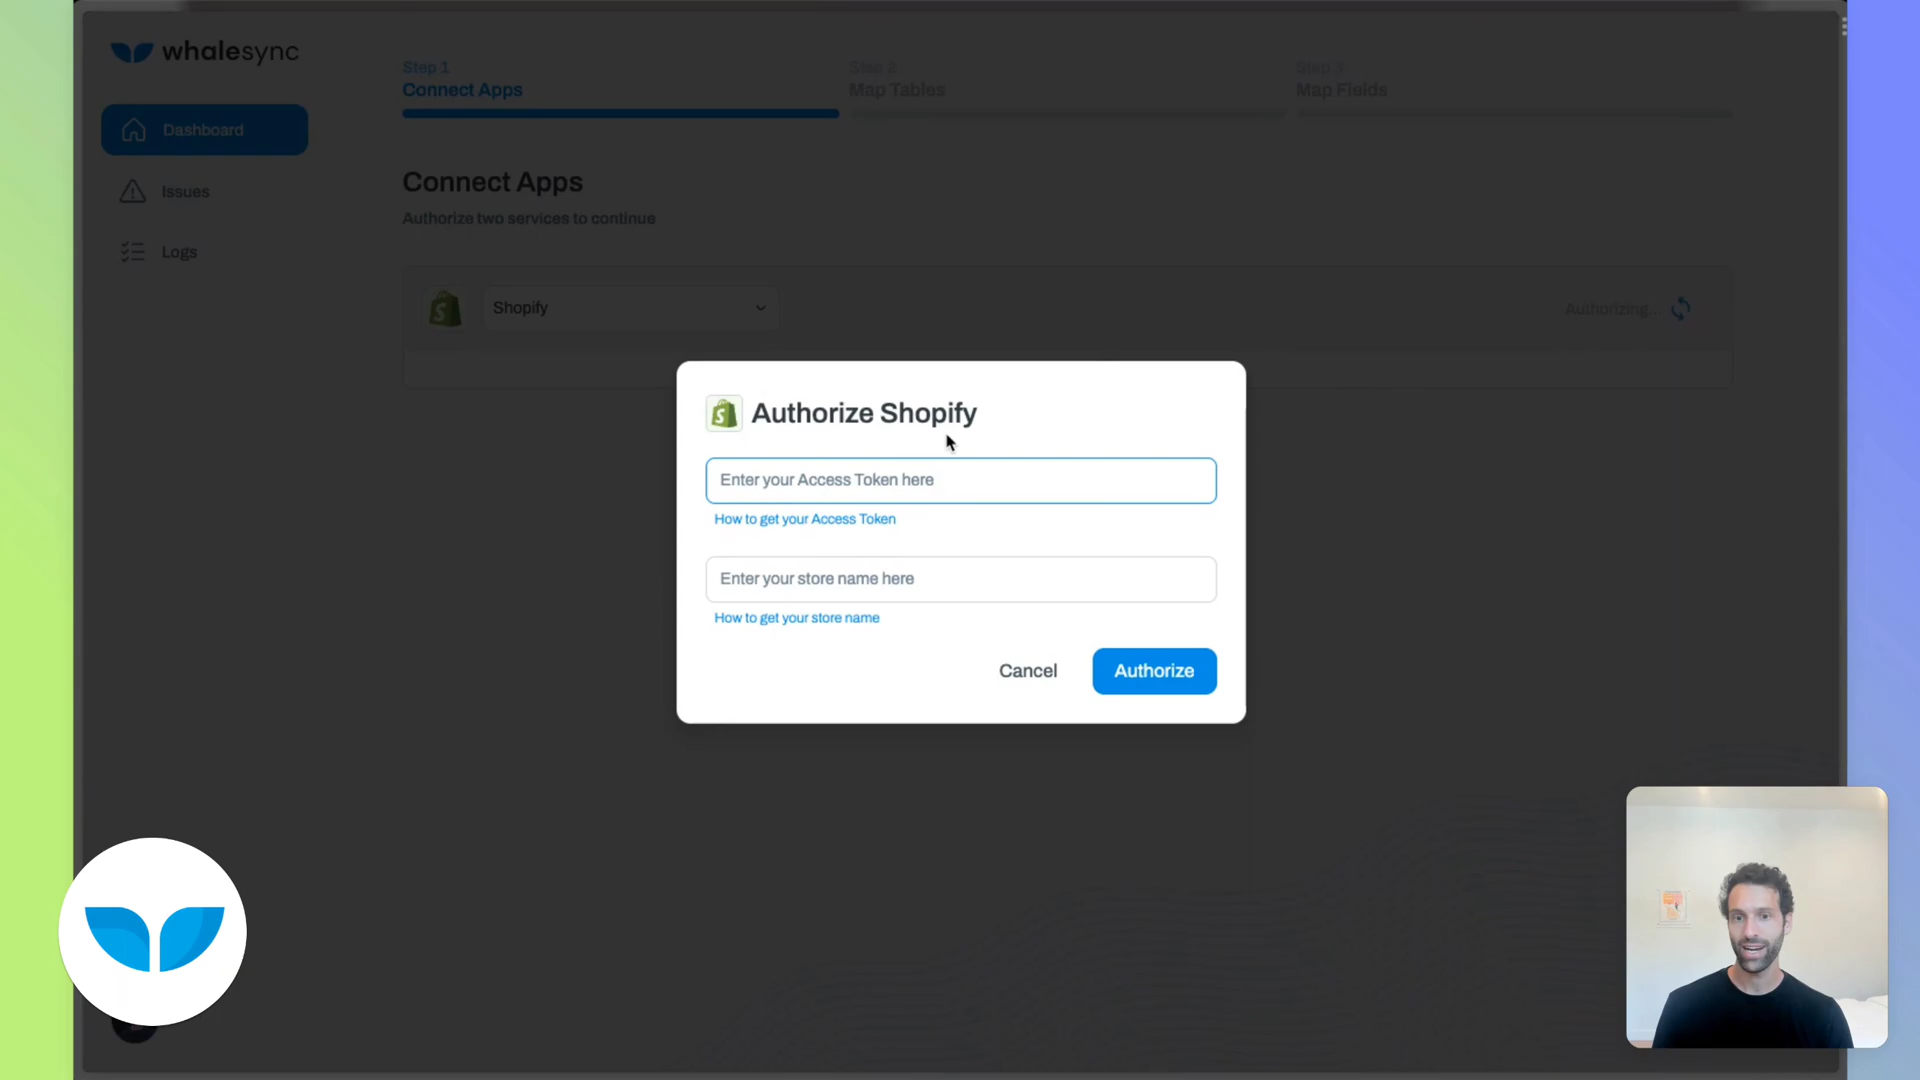 whalesync
Dashboard
Issues
Logs
Step 1
Connect Apps
Step 2
Map Tables
Step 3
Map Fields
Connect Apps
Authorize two services to continue
Shopify
Authorizing...
Authorize Shopify
Enter your Access Token here
How to get your Access Token
Enter your store name here
How to get your store name
Cancel
Authorize